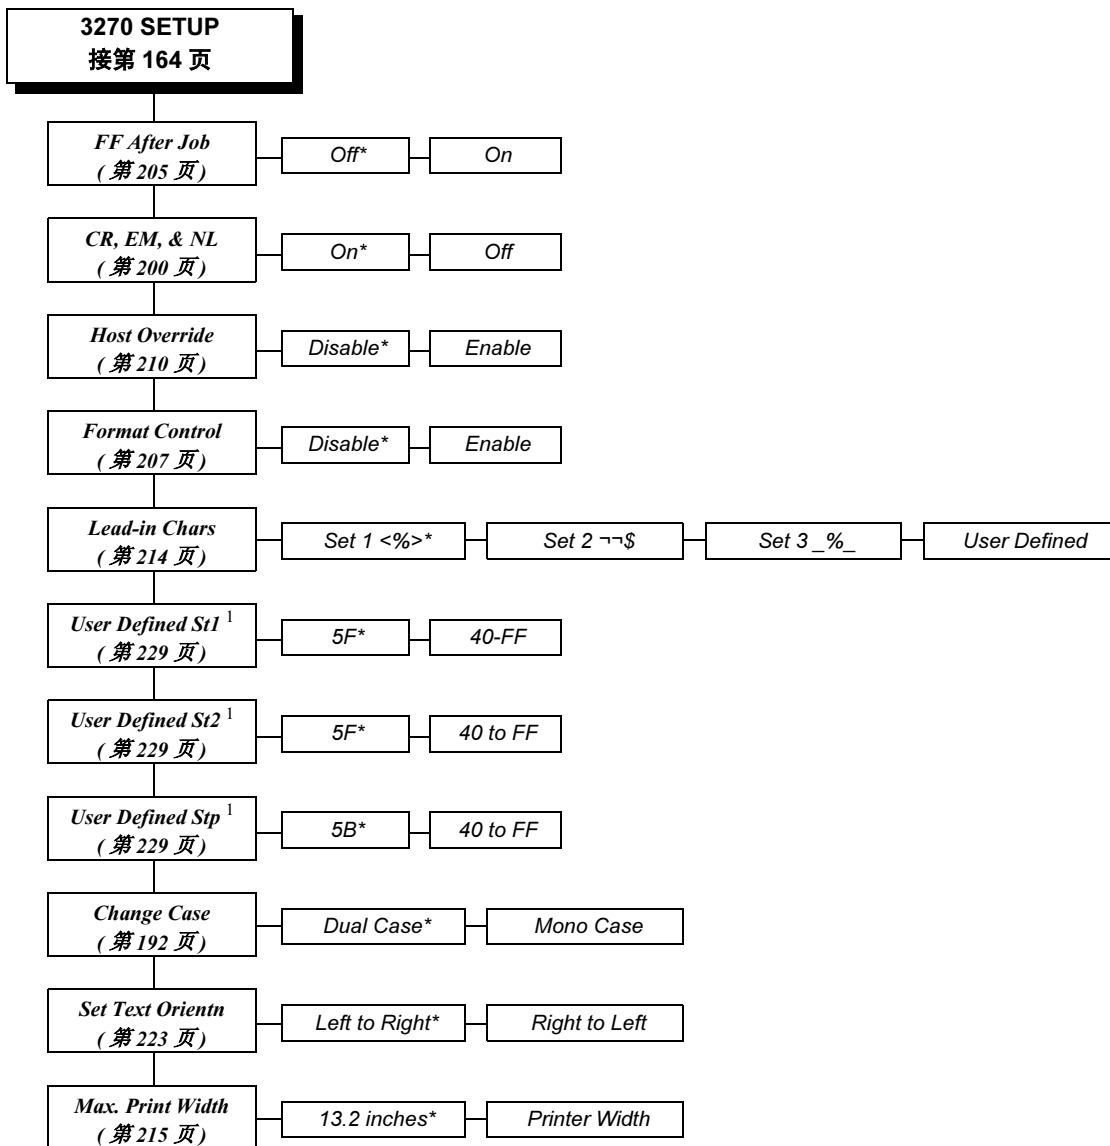 3270 SETUP
接第 164 页
FF After Job
( 第 205 页 )
Off*
On
CR, EM, & NL
( 第 200 页 )
On*
Off
Host Override
( 第 210 页 )
Disable*
Enable
Format Control
( 第 207 页 )
Disable*
Enable
Lead-in Chars
( 第 214 页 )
Set 1 <%>*
Set 2 ¬¬$
Set 3 _%_
User Defined
User Defined St1 1
( 第 229 页 )
5F*
40-FF
User Defined St2 1
( 第 229 页 )
5F*
40 to FF
User Defined Stp 1
( 第 229 页 )
5B*
40 to FF
Change Case
( 第 192 页 )
Dual Case*
Mono Case
Set Text Orientn
( 第 223 页 )
Left to Right*
Right to Left
Max. Print Width
( 第 215 页 )
13.2 inches*
Printer Width